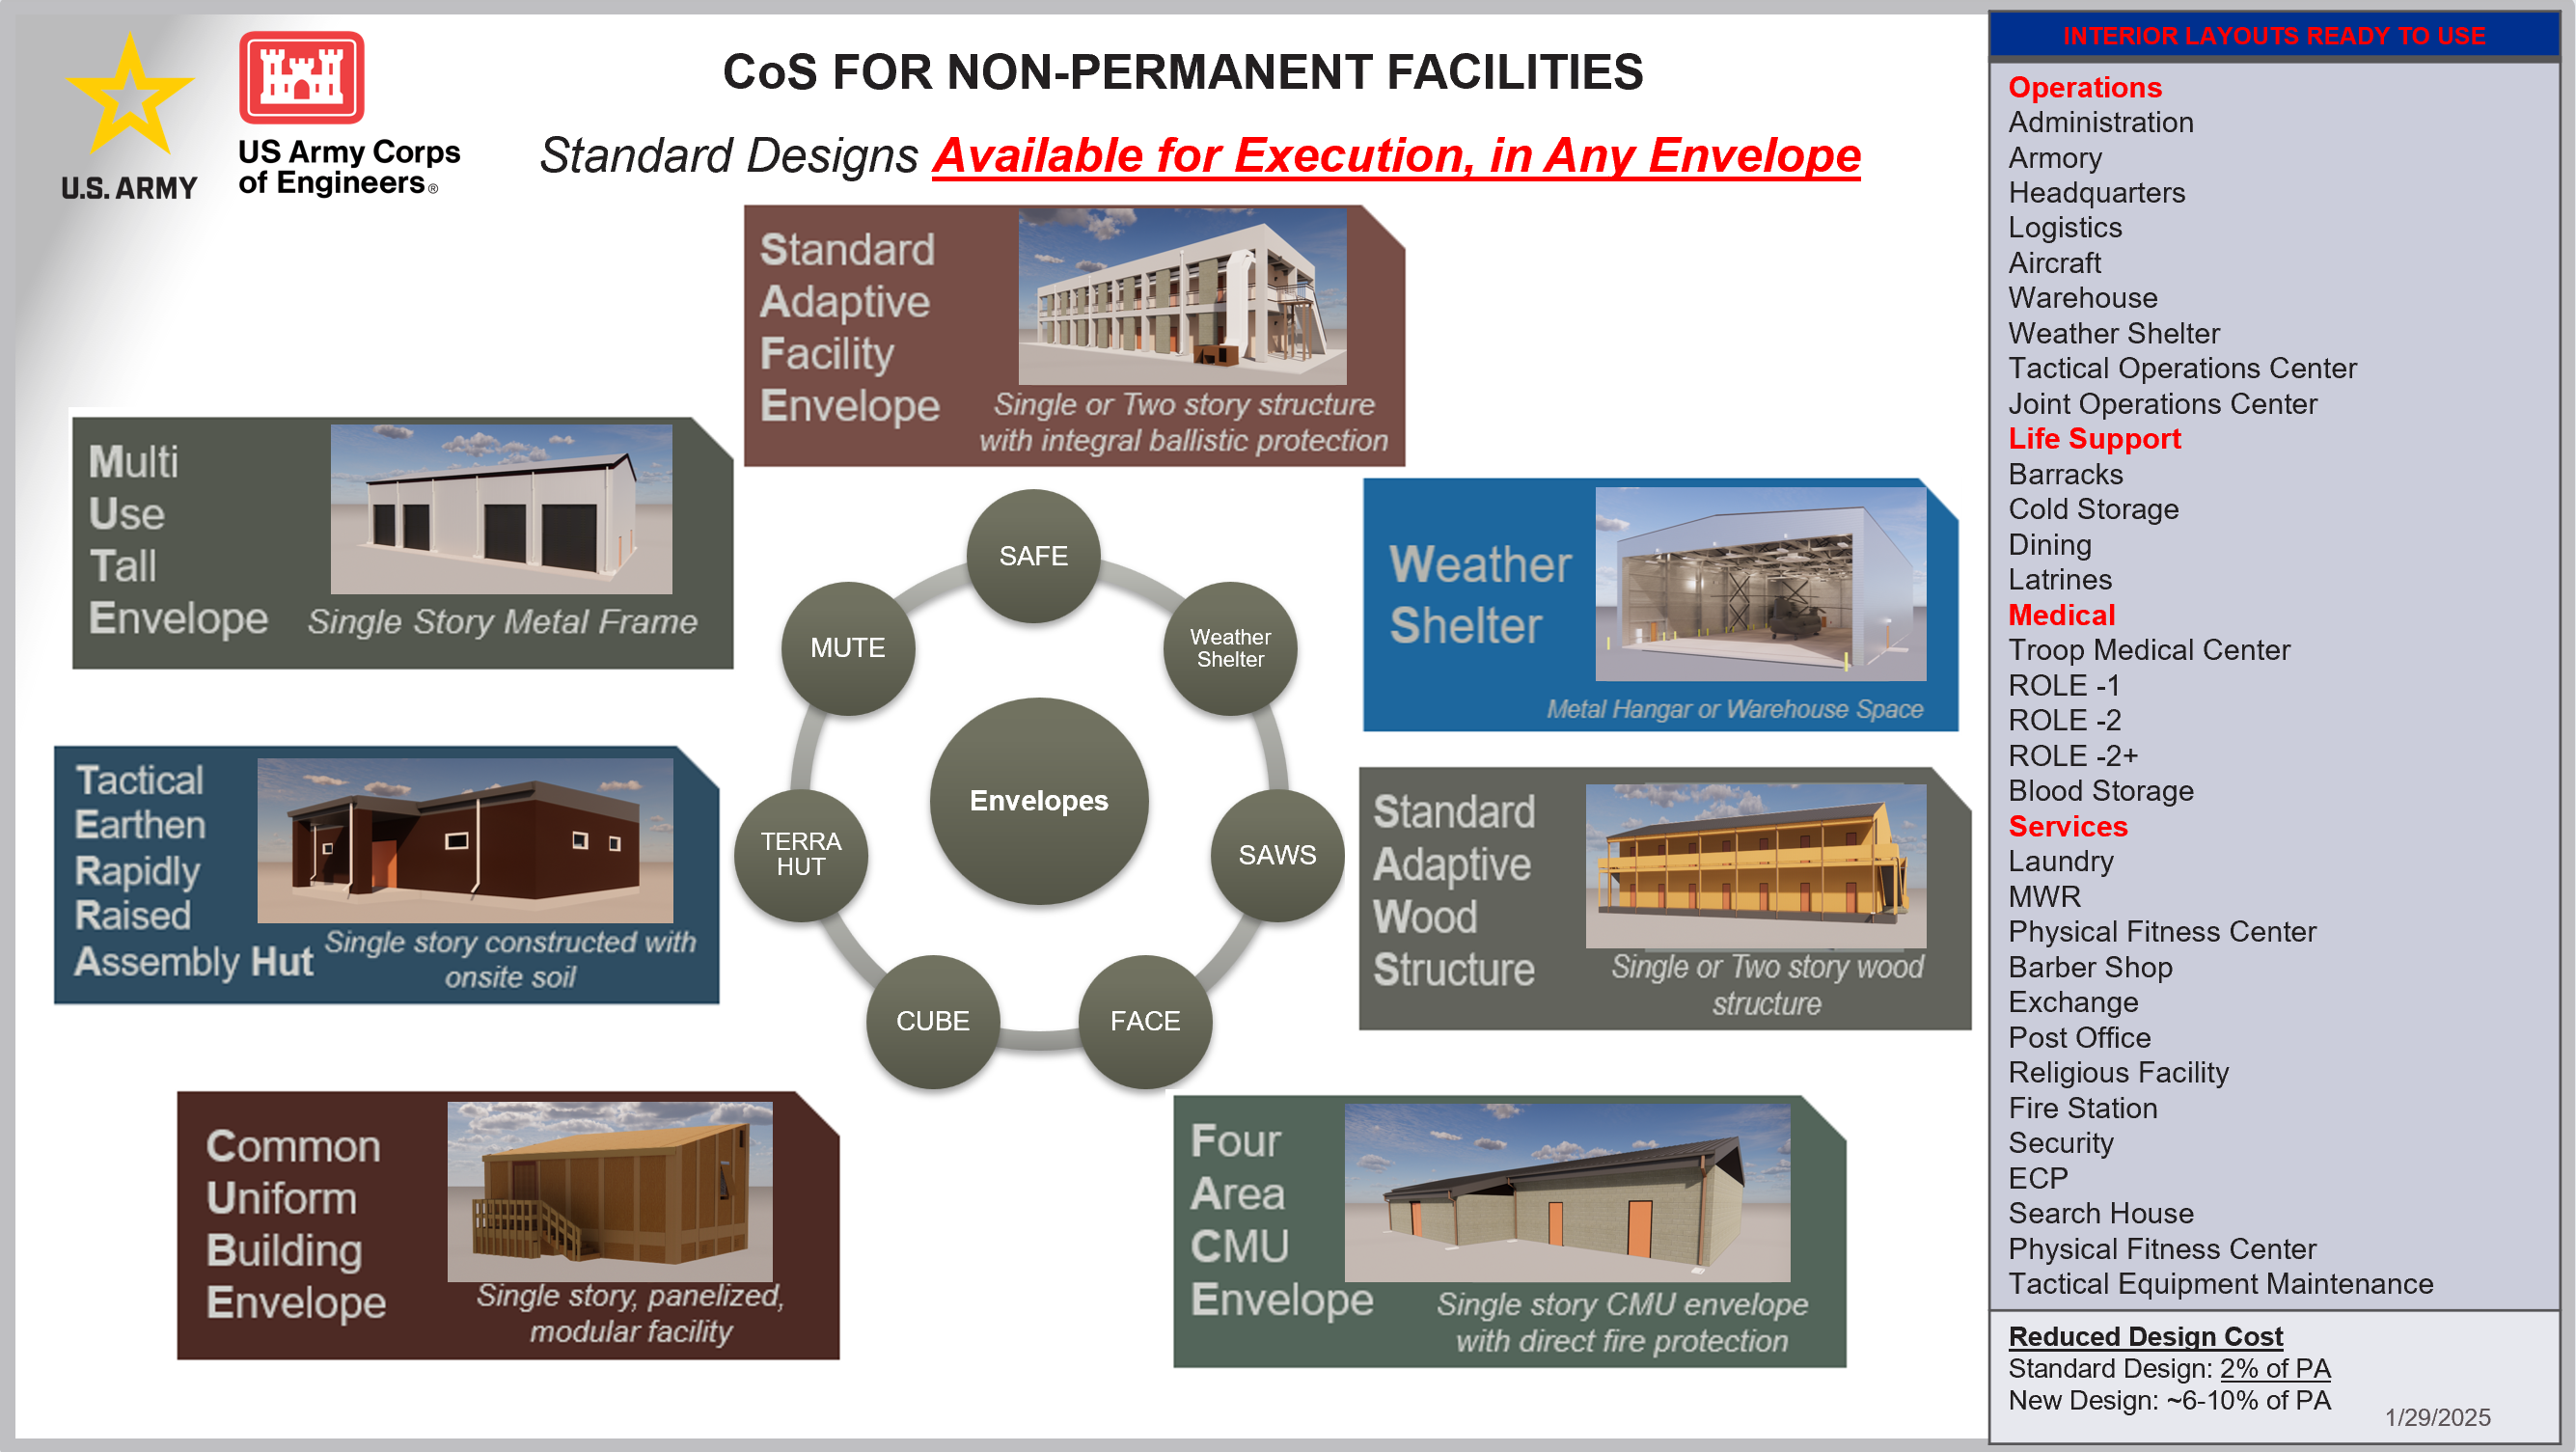 U.S. ARMY
US Army Corps
of Engineers®
CoS FOR NON-PERMANENT FACILITIES
Standard Designs Available for Execution, in Any Envelope
Standard
Adaptive
Facility
Envelope
Single or Two story structure
with integral ballistic protection
Multi
Use
Tall
Envelope
Single Story Metal Frame
Weather
Shelter
Metal Hangar or Warehouse Space
Tactical
Earthen
Rapidly
Raised
Assembly Hut
Single story constructed with
onsite soil
Standard
Adaptive
Wood
Structure
Single or Two story wood
structure
Common
Uniform
Building
Envelope
Single story, panelized,
modular facility
Four
Area
CMU
Envelope
Single story CMU envelope
with direct fire protection
SAFE
Weather
Shelter
SAWS
FACE
CUBE
TERRA
HUT
MUTE
Envelopes
INTERIOR LAYOUTS READY TO USE
Operations
Administration
Armory
Headquarters
Logistics
Aircraft
Warehouse
Weather Shelter
Tactical Operations Center
Joint Operations Center
Life Support
Barracks
Cold Storage
Dining
Latrines
Medical
Troop Medical Center
ROLE -1
ROLE -2
ROLE -2+
Blood Storage
Services
Laundry
MWR
Physical Fitness Center
Barber Shop
Exchange
Post Office
Religious Facility
Fire Station
Security
ECP
Search House
Physical Fitness Center
Tactical Equipment Maintenance
Reduced Design Cost
Standard Design: 2% of PA
New Design: ~6-10% of PA
1/29/2025